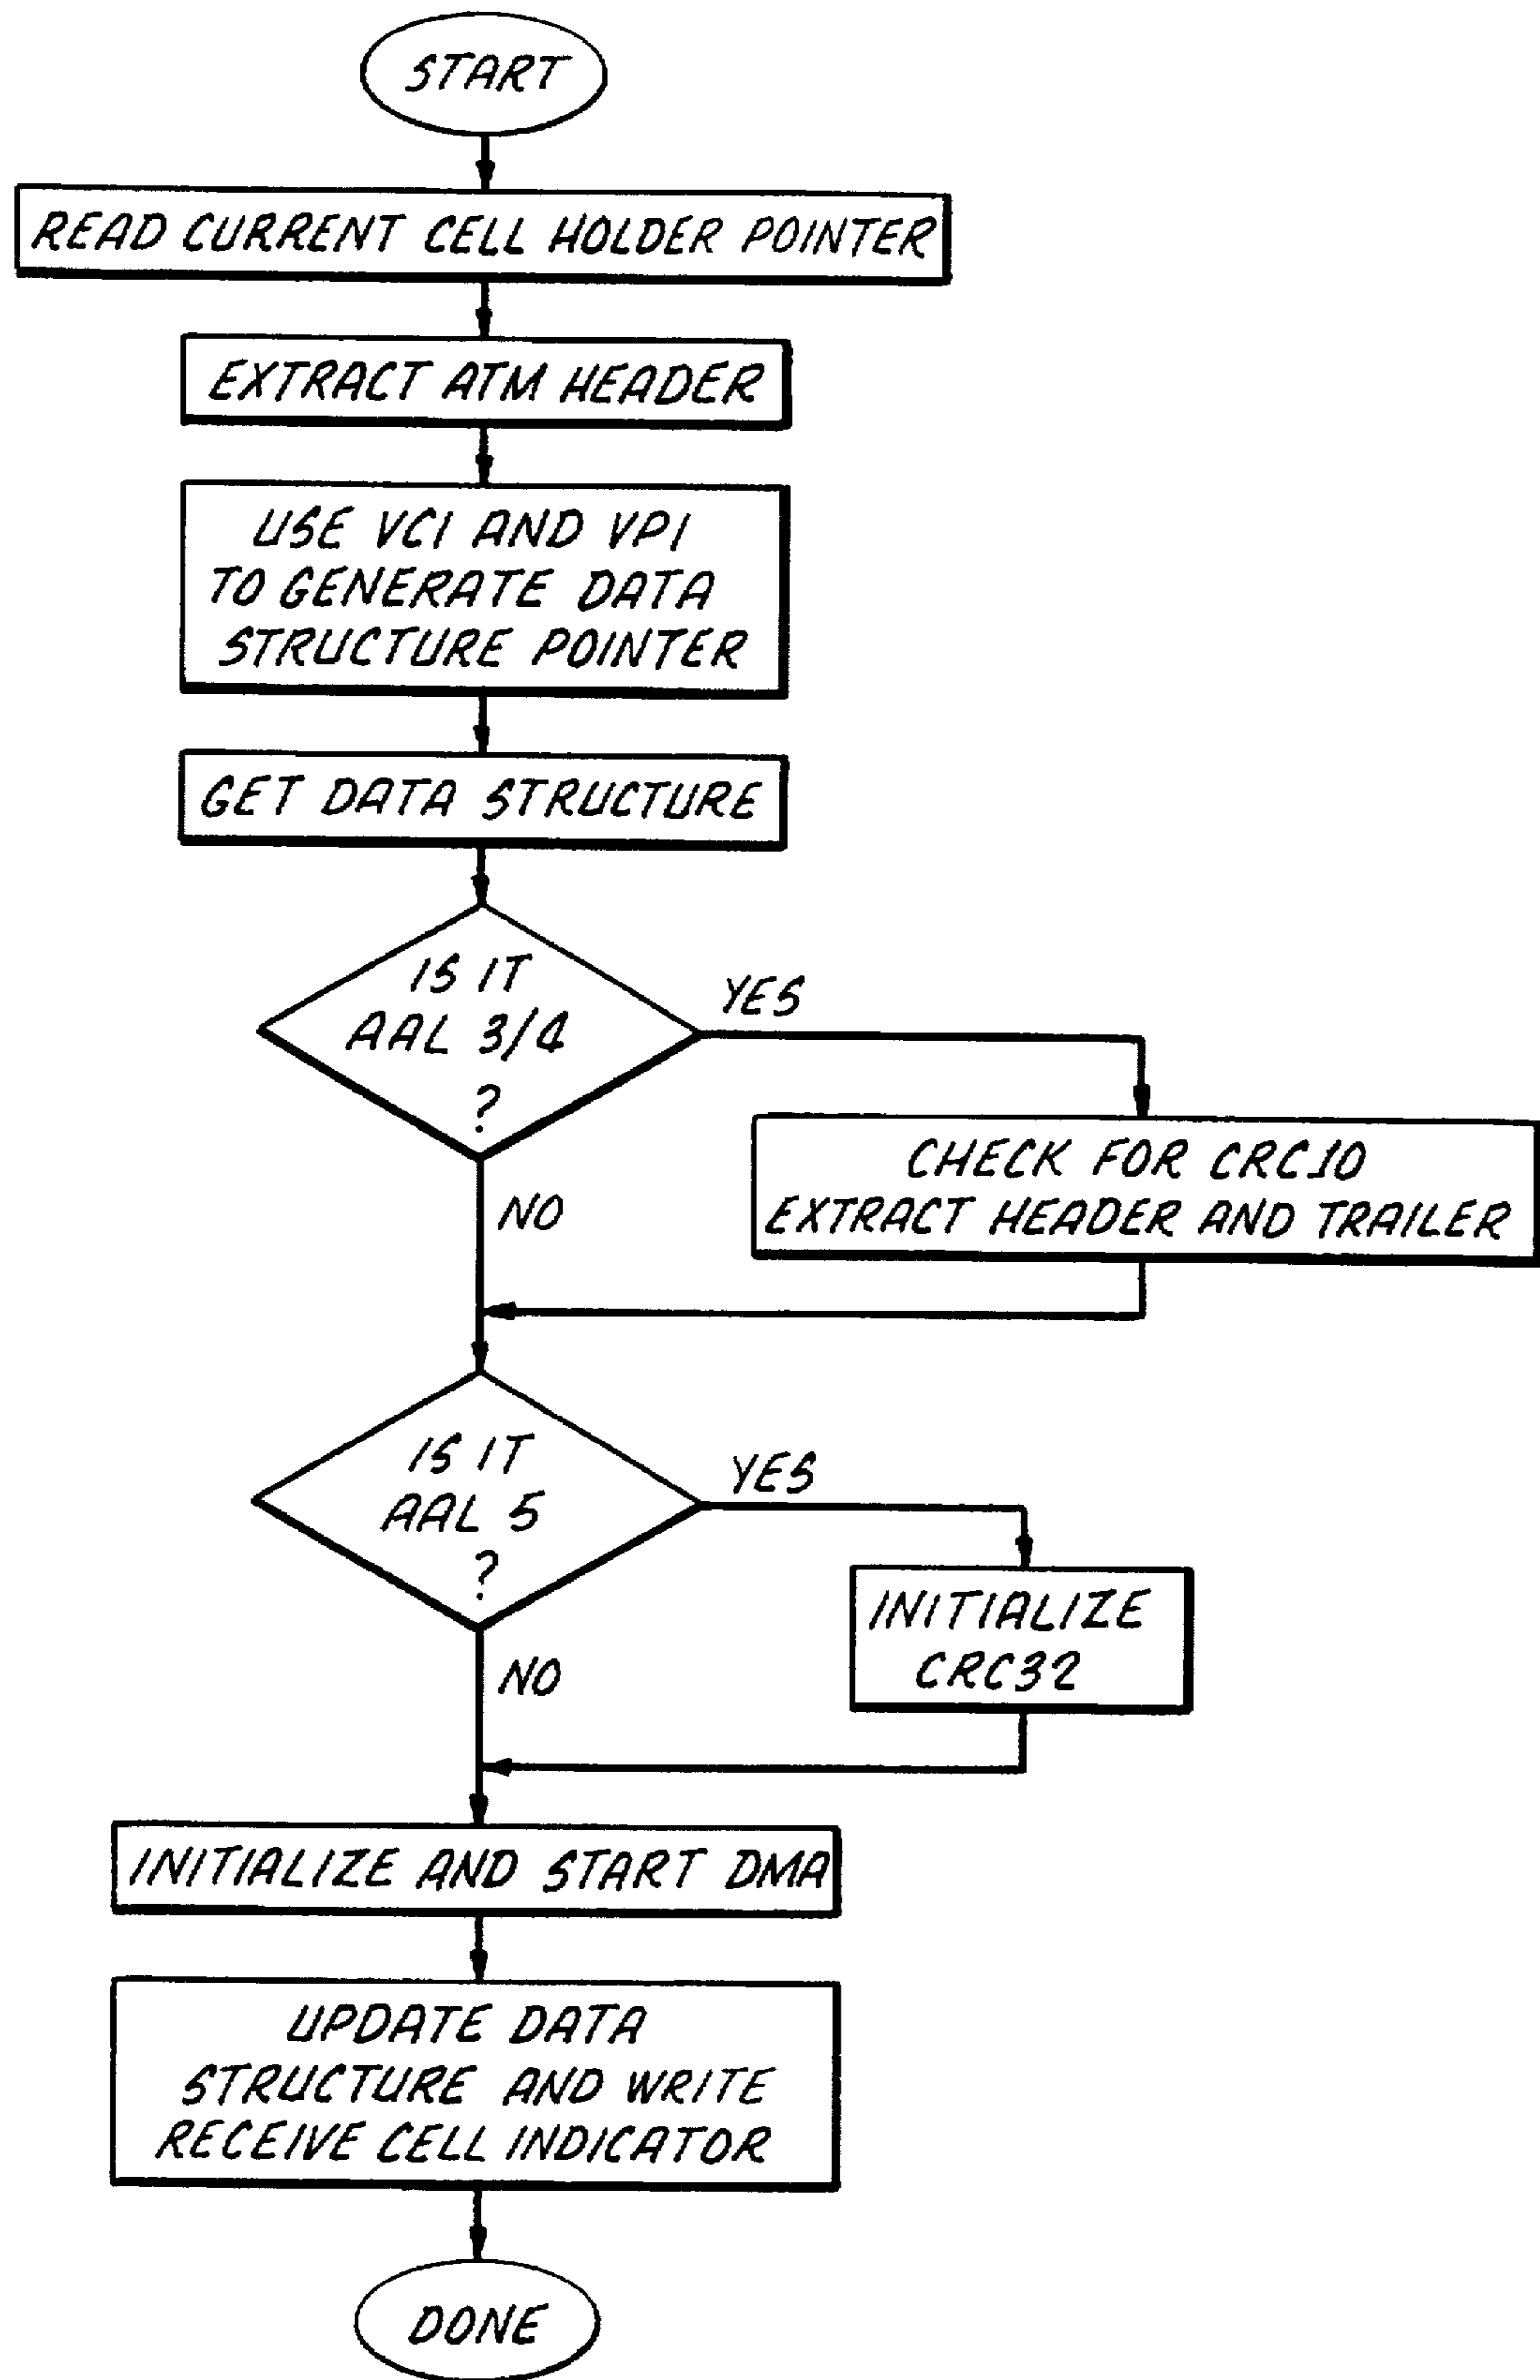 START
READ CURRENT CELL HOLDER POINTER
EXTRACT ATM HEADER
USE VCI AND VPI
TO GENERATE DATA
STRUCTURE POINTER
GET DATA STRUCTURE
IS IT
AAL 3/4
?
YES
CHECK FOR CRC10
EXTRACT HEADER AND TRAILER
NO
IS IT
AAL 5
?
YES
INITIALIZE
CRC32
NO
INITIALIZE AND START DMA
UPDATE DATA
STRUCTURE AND WRITE
RECEIVE CELL INDICATOR
DONE